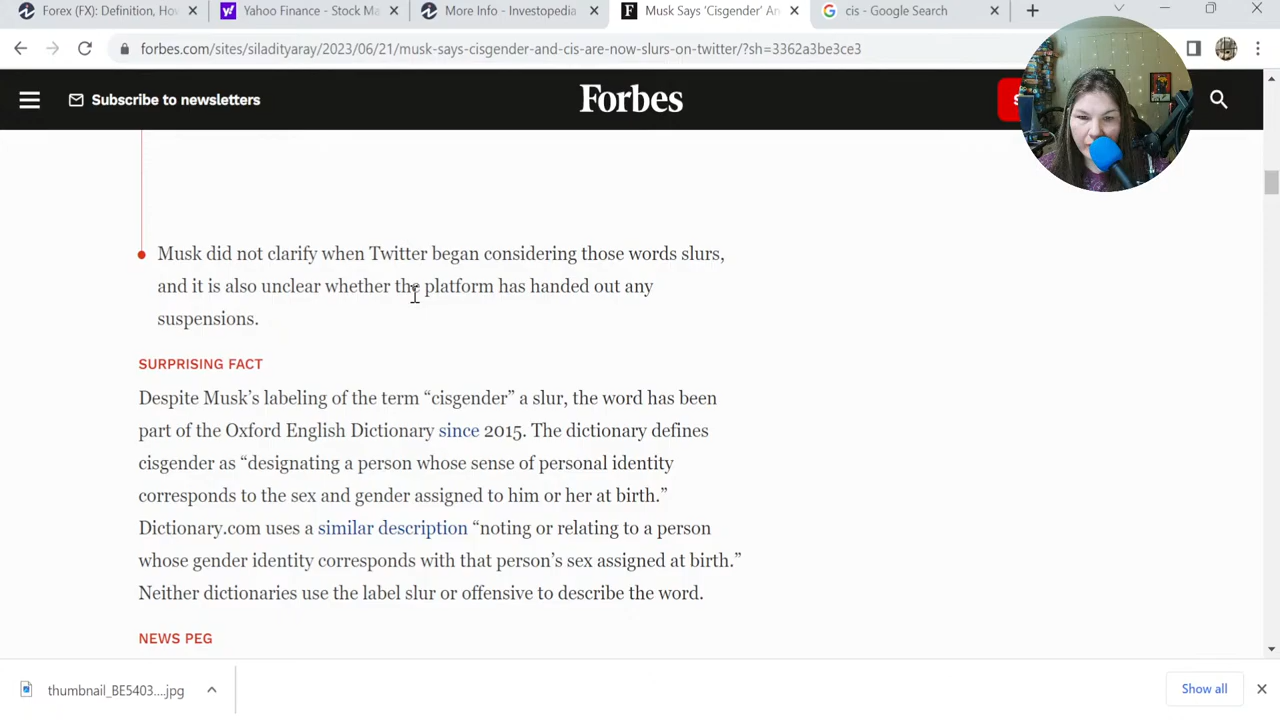 Forex (FX): Definition, How
Yahoo Finance - Stock Ma
More Info - Investopedia
Musk Says 'Cisgender' An
cis - Google Search
forbes.com/sites/siladityaray/2023/06/21/musk-says-cisgender-and-cis-are-now-slurs-on-twitter/?sh=3362a3be3ce3
Subscribe to newsletters
Forbes
Musk did not clarify when Twitter began considering those words slurs,
and it is also unclear whether the platform has handed out any
suspensions.
SURPRISING FACT
Despite Musk's labeling of the term “cisgender” a slur, the word has been
part of the Oxford English Dictionary since 2015. The dictionary defines
cisgender as “designating a person whose sense of personal identity
corresponds to the sex and gender assigned to him or her at birth.”
Dictionary.com uses a similar description “noting or relating to a person
whose gender identity corresponds with that person's sex assigned at birth.”
Neither dictionaries use the label slur or offensive to describe the word.
NEWS PEG
thumbnail_BE5403....jpg
Show all